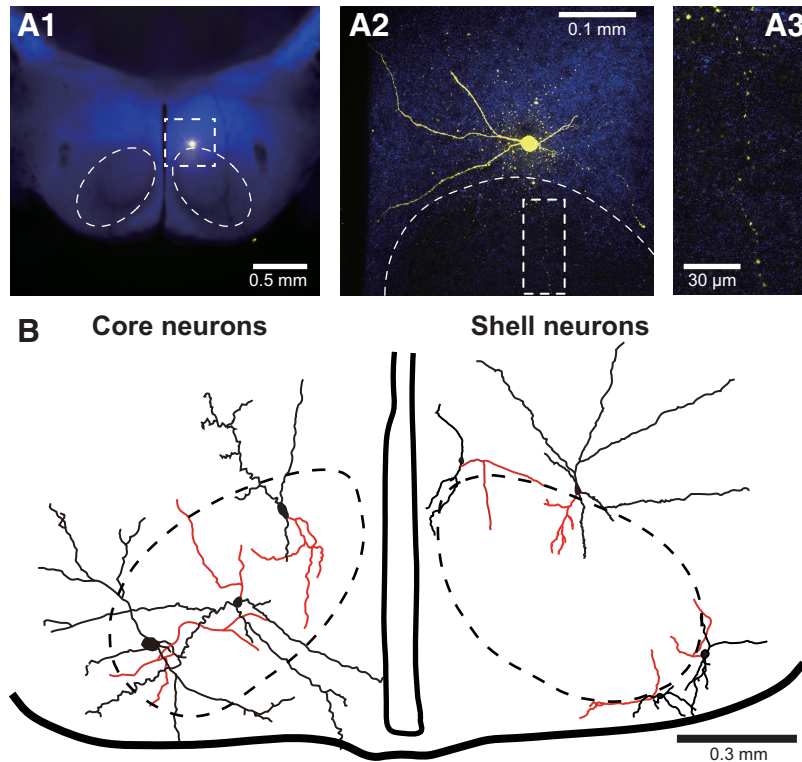 A1
0.5 mm
A2
0.1 mm
A3
30 µm
B
Core neurons
Shell neurons
0.3 mm